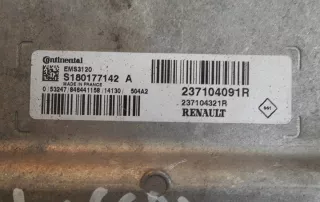 Continental
EMS3120
S180177142 A
MADE IN FRANCE
237104091R
237104321R
RENAULT